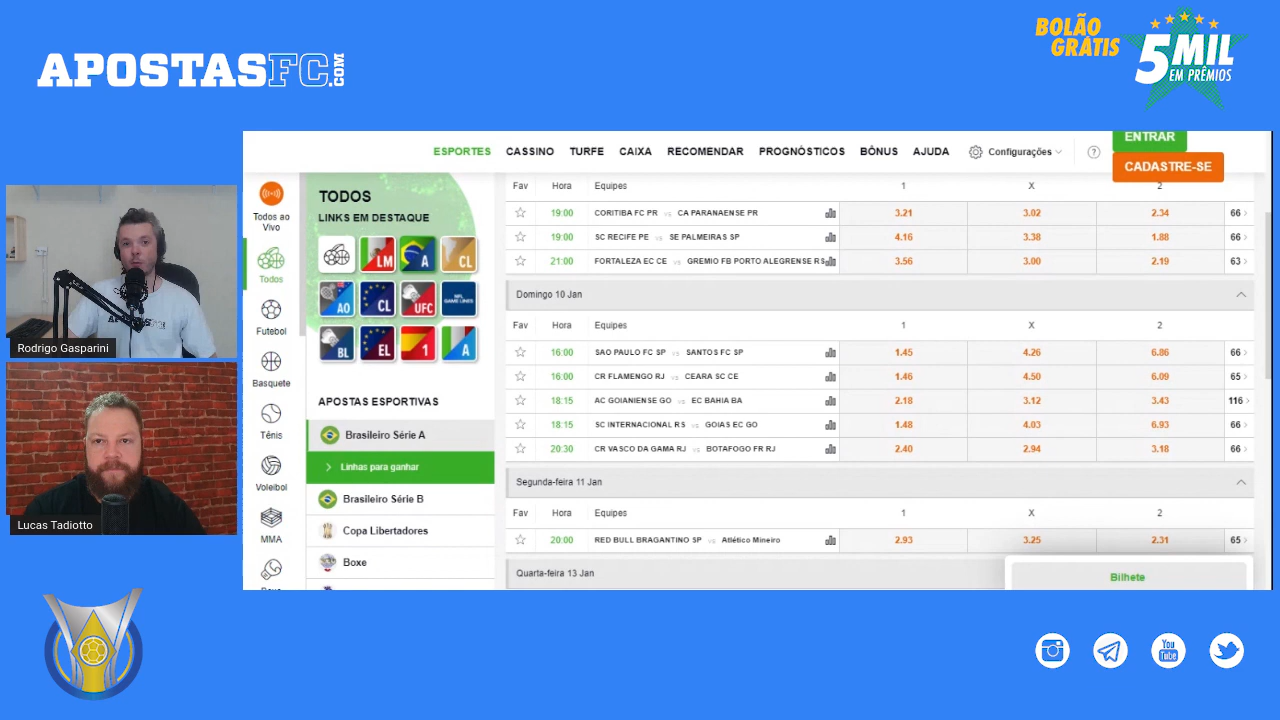 APOSTASFC.COM
BOLÃO
GRÁTIS
5 MIL
EM PRÊMIOS
ESPORTES CASSINO TURFE CAIXA RECOMENDAR PROGNÓSTICOS BÔNUS AJUDA Configurações ? ENTRAR
CADASTRE-SE
Rodrigo Gasparini
Lucas Tadiotto
Todos ao
Vivo
Todos
Futebol
Basquete
Tênis
Voleibol
MMA
TODOS
LINKS EM DESTAQUE
LM A CL
AO CL UFC NFL GAME LINES
BL EL 1 A
APOSTAS ESPORTIVAS
Brasileiro Série A
Linhas para ganhar
Brasileiro Série B
Copa Libertadores
Boxe
Fav Hora Equipes 1 X 2
19:00 CORITIBA FC PR vs CA PARANAENSE PR 3.21 3.02 2.34 66
19:00 SC RECIFE PE vs SE PALMEIRAS SP 4.16 3.38 1.88 66
21:00 FORTALEZA EC CE vs GREMIO FB PORTO ALEGRENSE RS 3.56 3.00 2.19 63
Domingo 10 Jan
Fav Hora Equipes 1 X 2
16:00 SAO PAULO FC SP vs SANTOS FC SP 1.45 4.26 6.86 66
16:00 CR FLAMENGO RJ vs CEARA SC CE 1.46 4.50 6.09 65
18:15 AC GOIANIENSE GO vs EC BAHIA BA 2.18 3.12 3.43 116
18:15 SC INTERNACIONAL RS vs GOIAS EC GO 1.48 4.03 6.93 66
20:30 CR VASCO DA GAMA RJ vs BOTAFOGO FR RJ 2.40 2.94 3.18 66
Segunda-feira 11 Jan
Fav Hora Equipes 1 X 2
20:00 RED BULL BRAGANTINO SP vs Atlético Mineiro 2.93 3.25 2.31 65
Quarta-feira 13 Jan
Bilhete
You
Tube